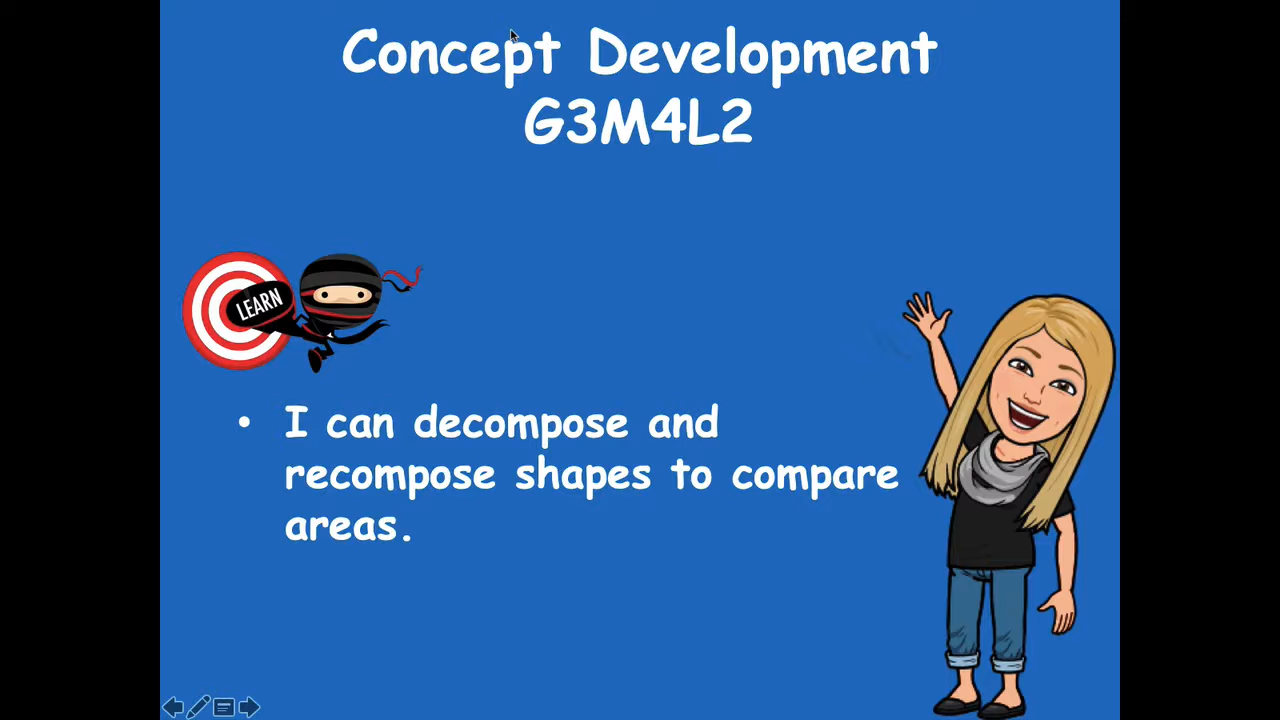 Concept Development
G3M4L2
LEARN
• I can decompose and
recompose shapes to compare
areas.